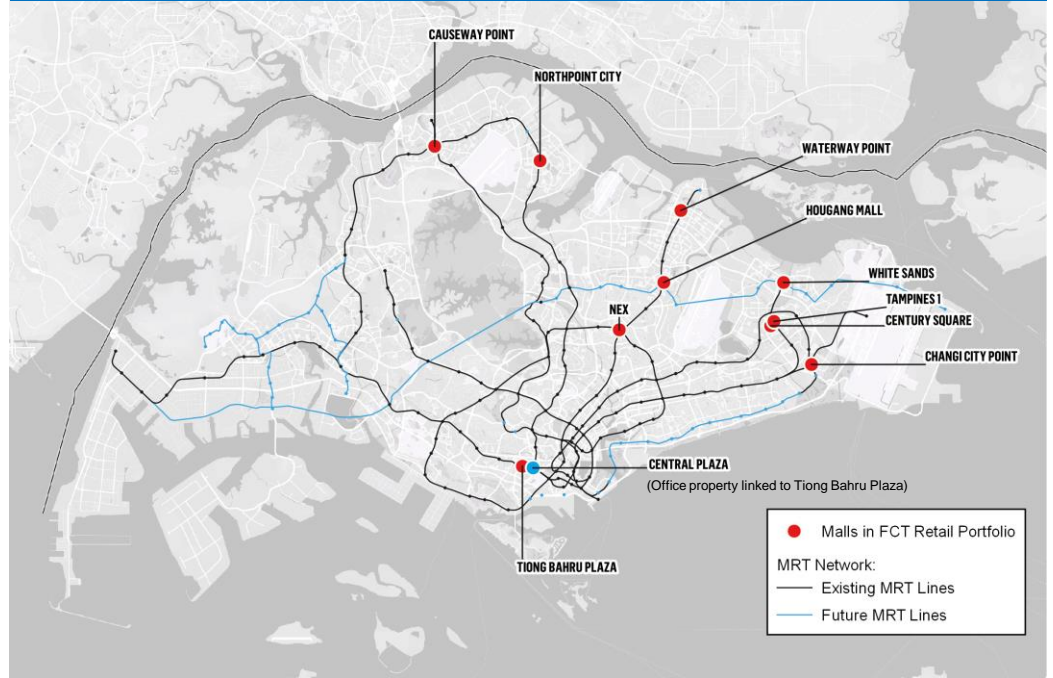 CAUSEWAY POINT
NORTHPOINT CITY
WATERWAY POINT
HOUGANG MALL
WHITE SANDS
TAMPINES 1
NEX
CENTURY SQUARE
CHANGI CITY POINT
CENTRAL PLAZA
(Office property linked to Tiong Bahru Plaza)
TIONG BAHRU PLAZA
Malls in FCT Retail Portfolio
MRT Network:
Existing MRT Lines
Future MRT Lines